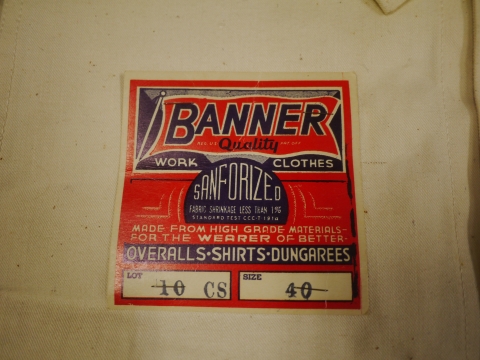 BANNER
REG. U.S. PAT. OFF.
Quality
WORK CLOTHES
SANFORIZED
FABRIC SHRINKAGE LESS THAN 1%
STANDARD TEST CCC-T-191A
MADE FROM HIGH GRADE MATERIALS-
FOR THE WEARER OF BETTER-
OVERALLS·SHIRTS·DUNGAREES
LOT 10 CS SIZE 40